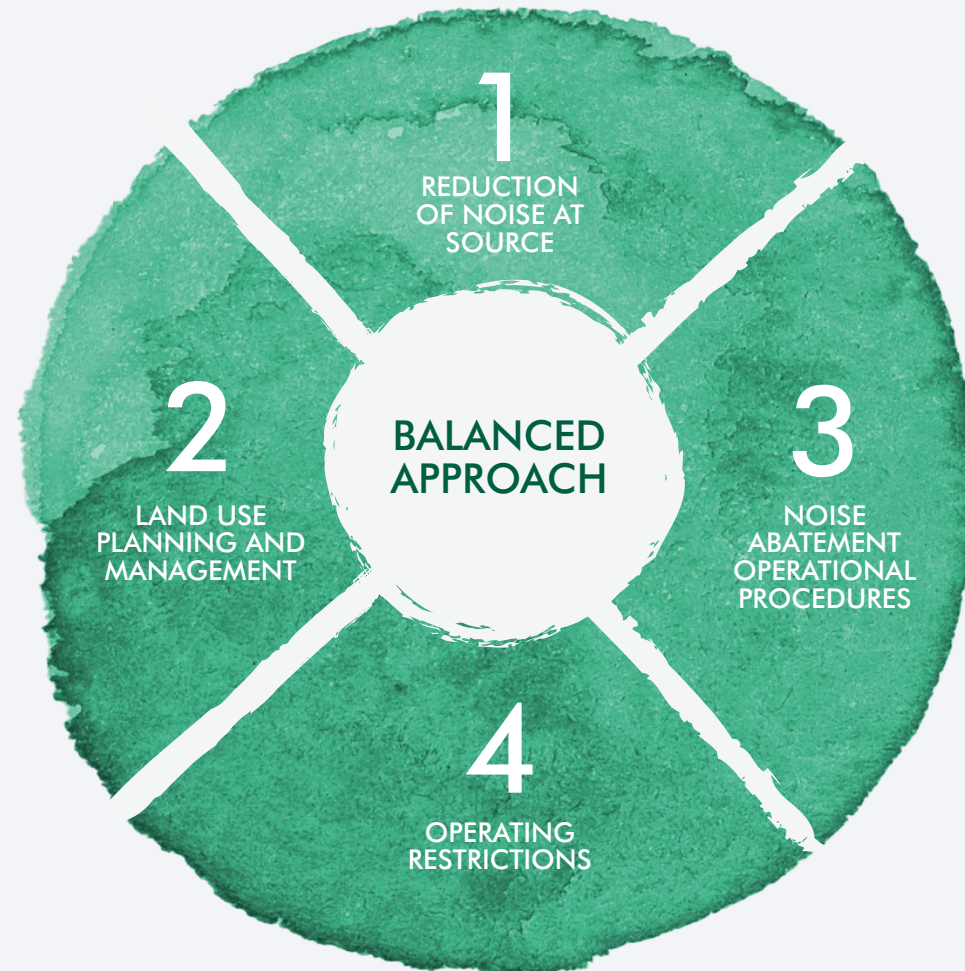 1
REDUCTION
OF NOISE AT
SOURCE
2
LAND USE
PLANNING AND
MANAGEMENT
BALANCED
APPROACH
3
NOISE
ABATEMENT
OPERATIONAL
PROCEDURES
4
OPERATING
RESTRICTIONS